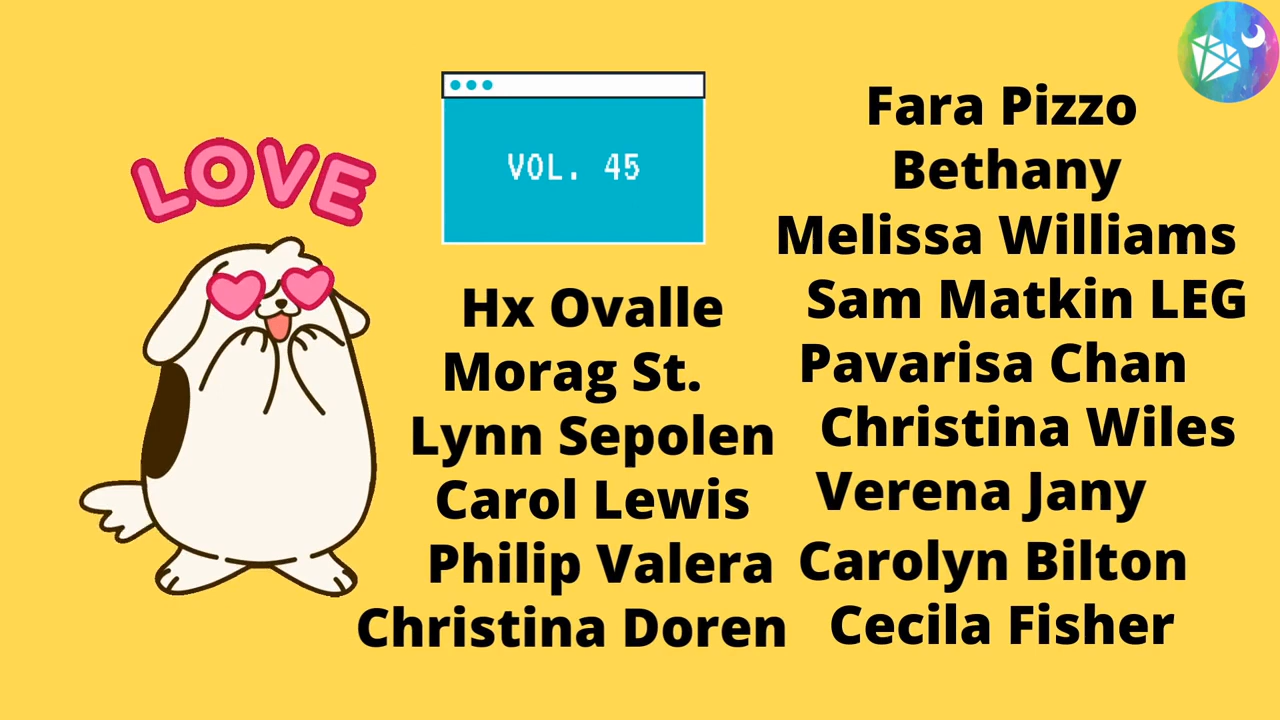 LOVE
VOL. 45
Hx Ovalle
Morag St.
Lynn Sepolen
Carol Lewis
Philip Valera
Christina Doren
Fara Pizzo
Bethany
Melissa Williams
Sam Matkin LEG
Pavarisa Chan
Christina Wiles
Verena Jany
Carolyn Bilton
Cecila Fisher